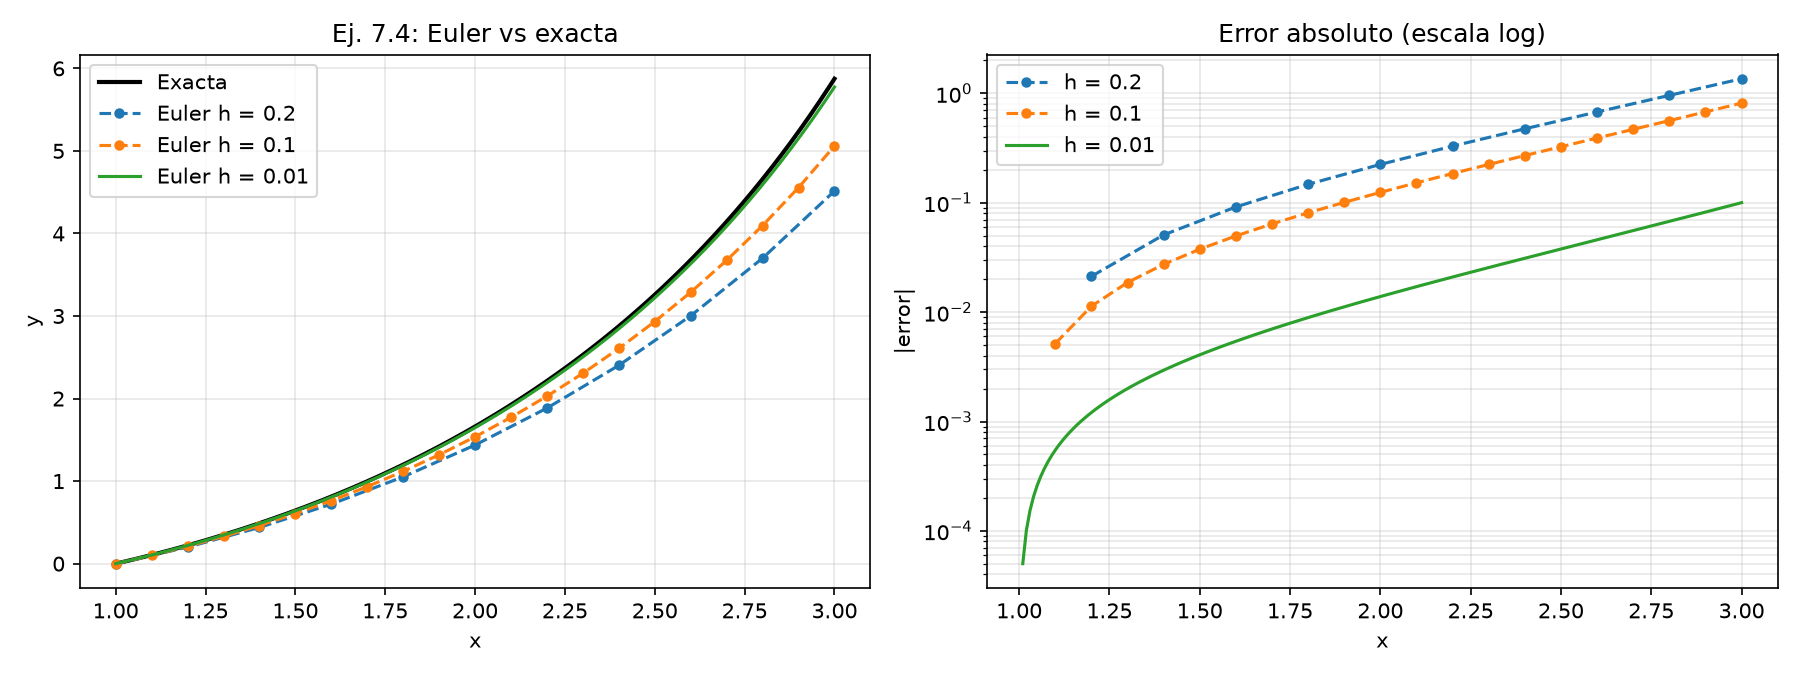 Ej. 7.4: Euler vs exacta
Exacta
Euler h = 0.2
Euler h = 0.1
Euler h = 0.01
y
6
5
4
3
2
1
0
1.00 1.25 1.50 1.75 2.00 2.25 2.50 2.75 3.00
x
Error absoluto (escala log)
h = 0.2
h = 0.1
h = 0.01
|error|
10⁰
10⁻¹
10⁻²
10⁻³
10⁻⁴
1.00 1.25 1.50 1.75 2.00 2.25 2.50 2.75 3.00
x